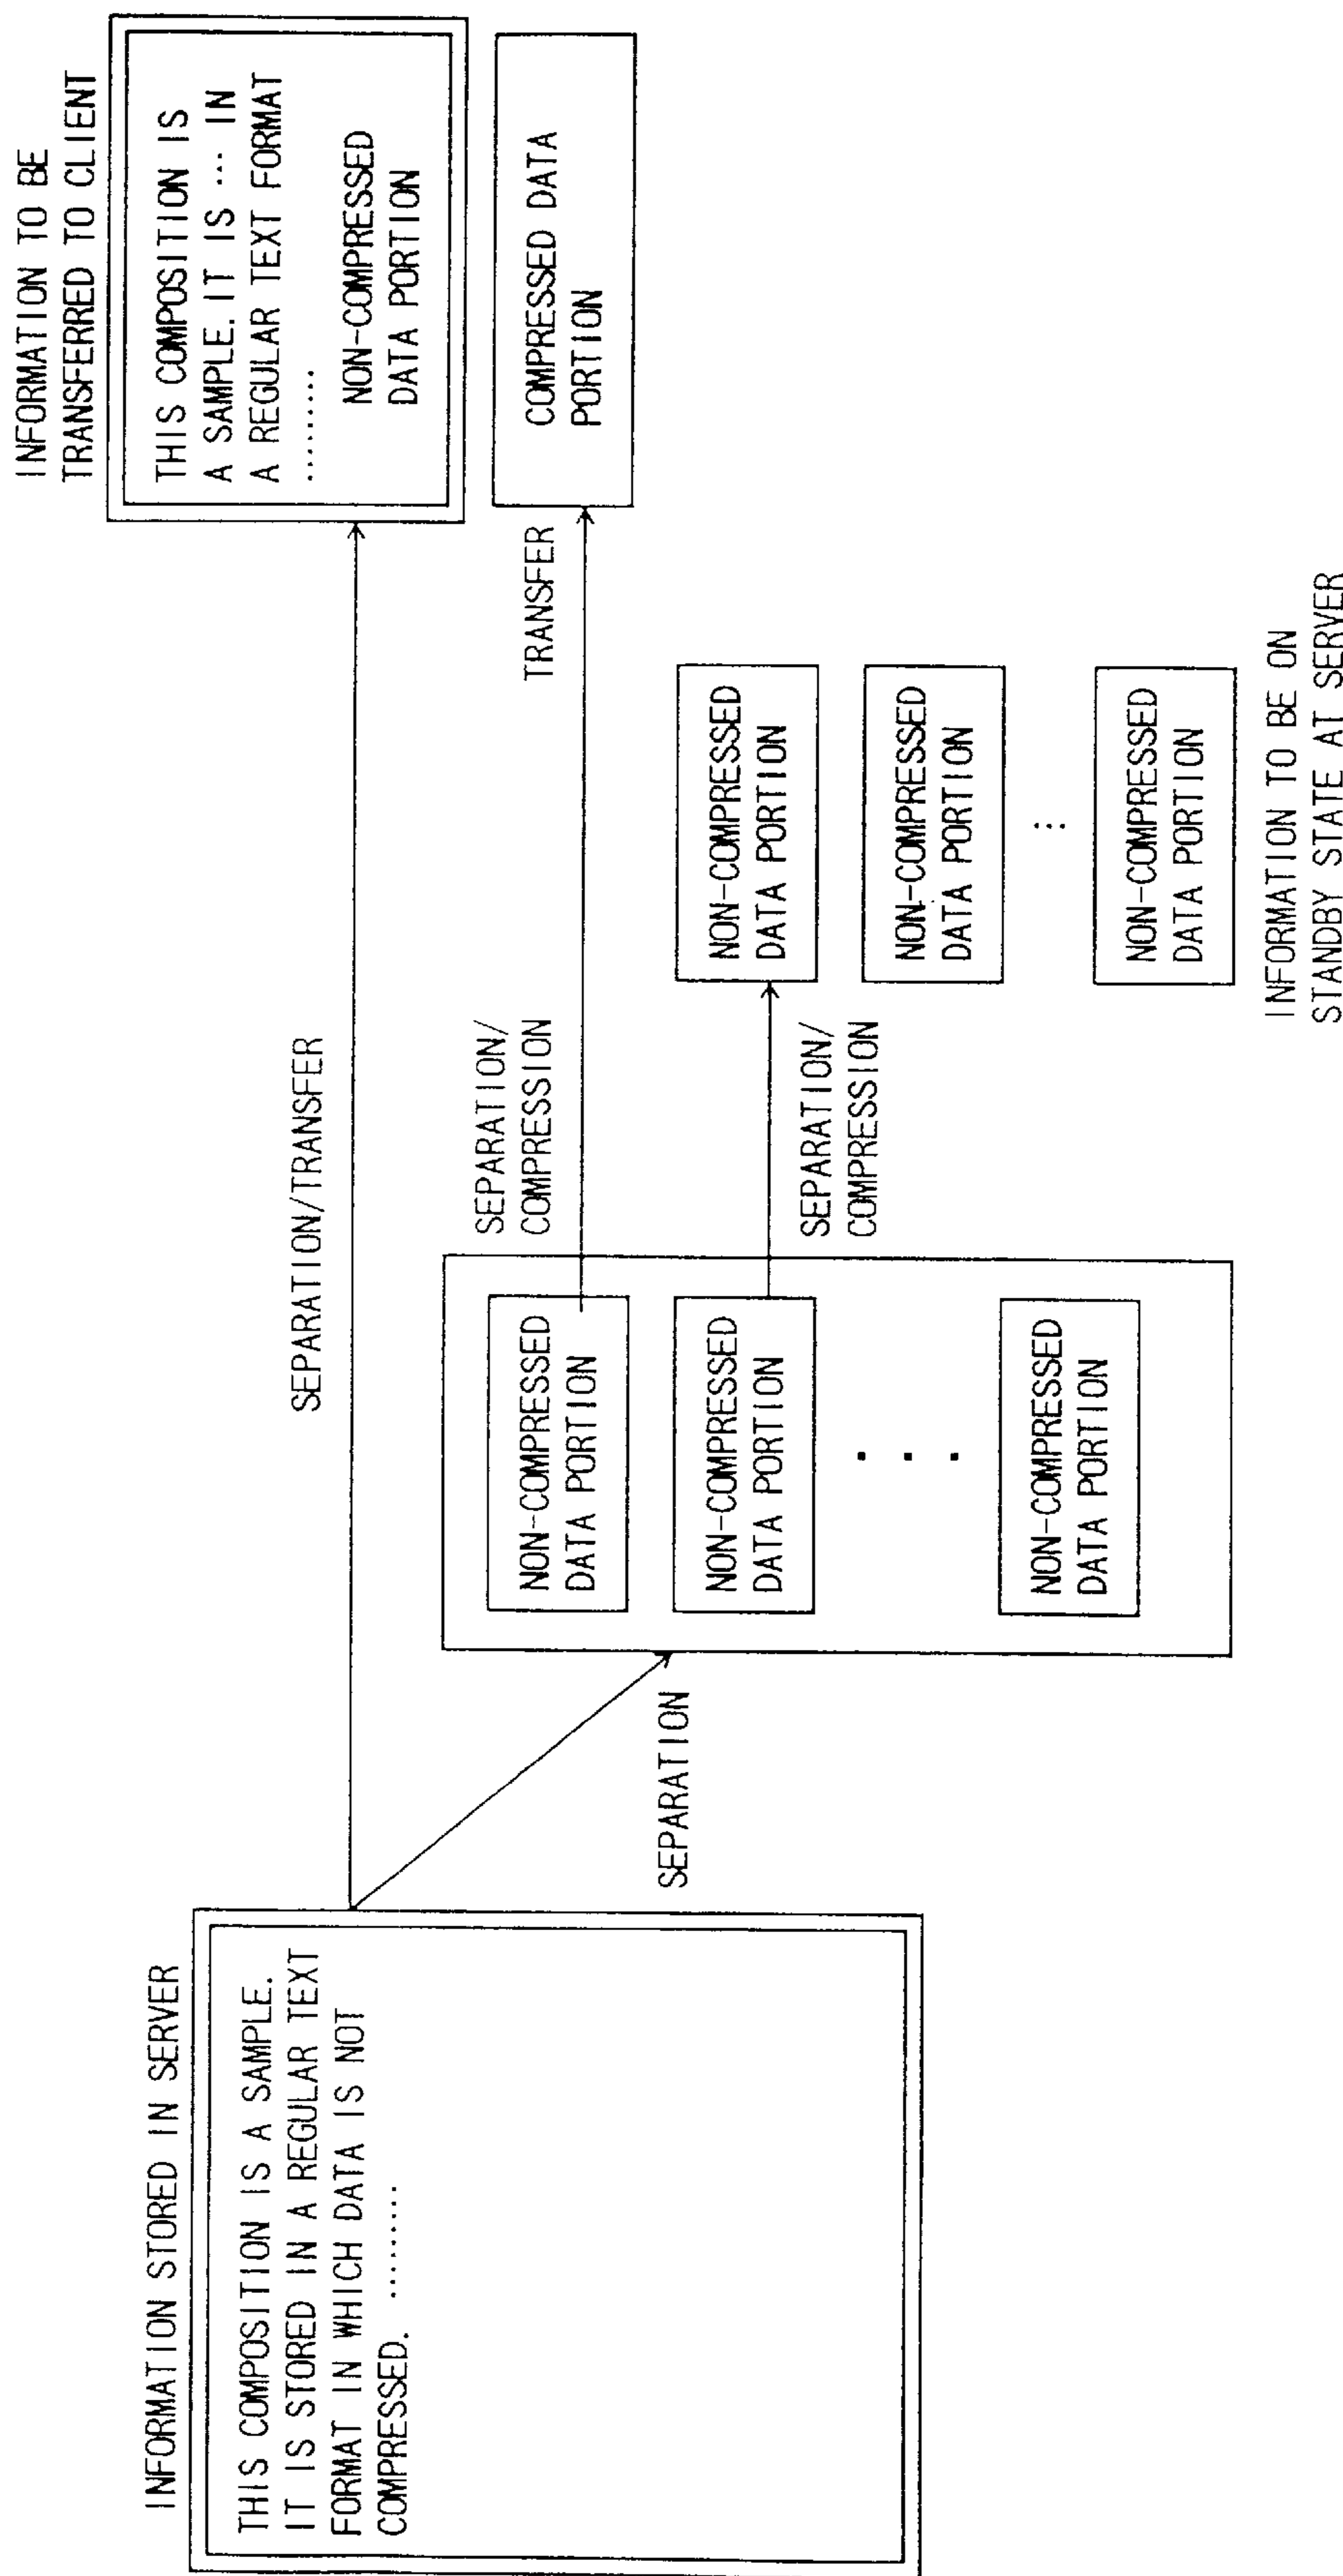 INFORMATION STORED IN SERVER
THIS COMPOSITION IS A SAMPLE.
IT IS STORED IN A REGULAR TEXT
FORMAT IN WHICH DATA IS NOT
COMPRESSED. .........
SEPARATION/TRANSFER
SEPARATION
NON-COMPRESSED
DATA PORTION
NON-COMPRESSED
DATA PORTION
. . .
NON-COMPRESSED
DATA PORTION
SEPARATION/
COMPRESSION
TRANSFER
SEPARATION/
COMPRESSION
NON-COMPRESSED
DATA PORTION
NON-COMPRESSED
DATA PORTION
...
NON-COMPRESSED
DATA PORTION
INFORMATION TO BE ON
STANDBY STATE AT SERVER
INFORMATION TO BE
TRANSFERRED TO CLIENT
THIS COMPOSITION IS
A SAMPLE.IT IS ... IN
A REGULAR TEXT FORMAT
.........
NON-COMPRESSED
DATA PORTION
COMPRESSED DATA
PORTION